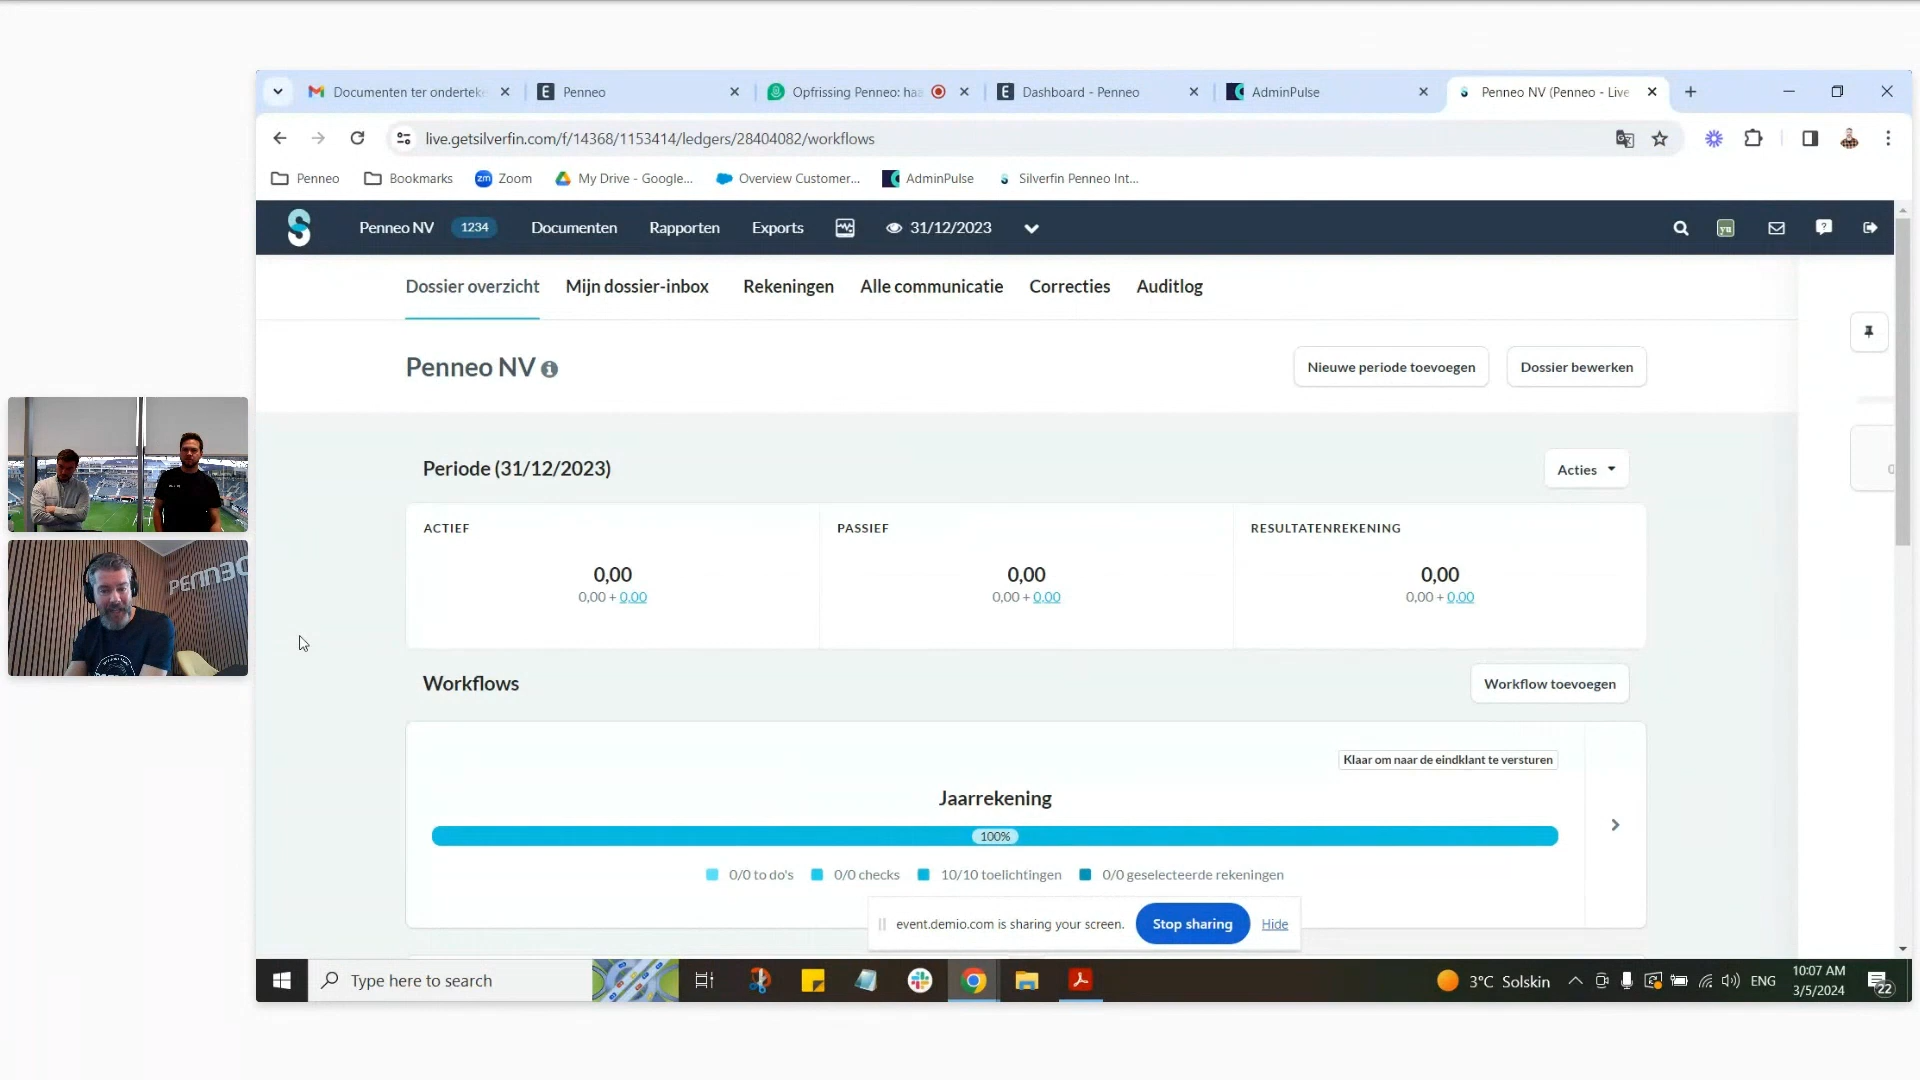 Documenten ter onderteke
Penneo
Opfrissing Penneo: haa
Dashboard - Penneo
AdminPulse
Penneo NV (Penneo - Live
live.getsilverfin.com/f/14368/1153414/ledgers/28404082/workflows
Penneo
Bookmarks
Zoom
My Drive - Google...
Overview Customer...
AdminPulse
Silverfin Penneo Int...
Penneo NV 1234
Documenten
Rapporten
Exports
31/12/2023
Dossier overzicht
Mijn dossier-inbox
Rekeningen
Alle communicatie
Correcties
Auditlog
Penneo NV
Nieuwe periode toevoegen
Dossier bewerken
Periode (31/12/2023)
Acties
ACTIEF
PASSIEF
RESULTATENREKENING
0,00
0,00
0,00
0,00 + 0,00
0,00 + 0,00
0,00 + 0,00
Workflows
Workflow toevoegen
Klaar om naar de eindklant te versturen
Jaarrekening
100%
0/0 to do's
0/0 checks
10/10 toelichtingen
0/0 geselecteerde rekeningen
event.demio.com is sharing your screen.
Stop sharing
Hide
Type here to search
3°C Solskin
ENG
10:07 AM
3/5/2024
22